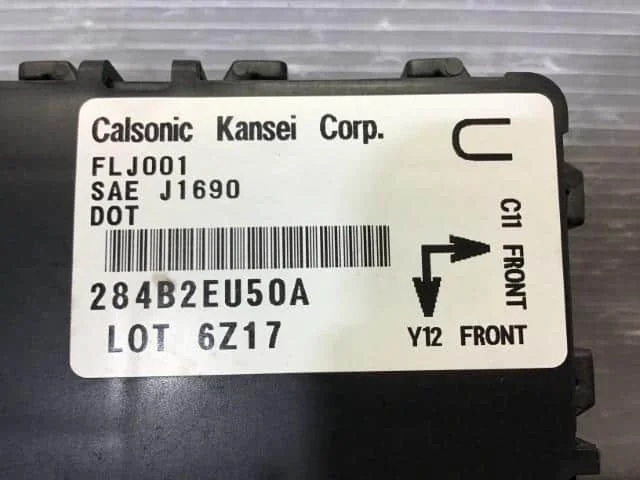 Calsonic Kansei Corp.
FLJ001
SAE J1690
DOT
284B2EU50A
LOT 6Z17
U
C11 FRONT
Y12 FRONT